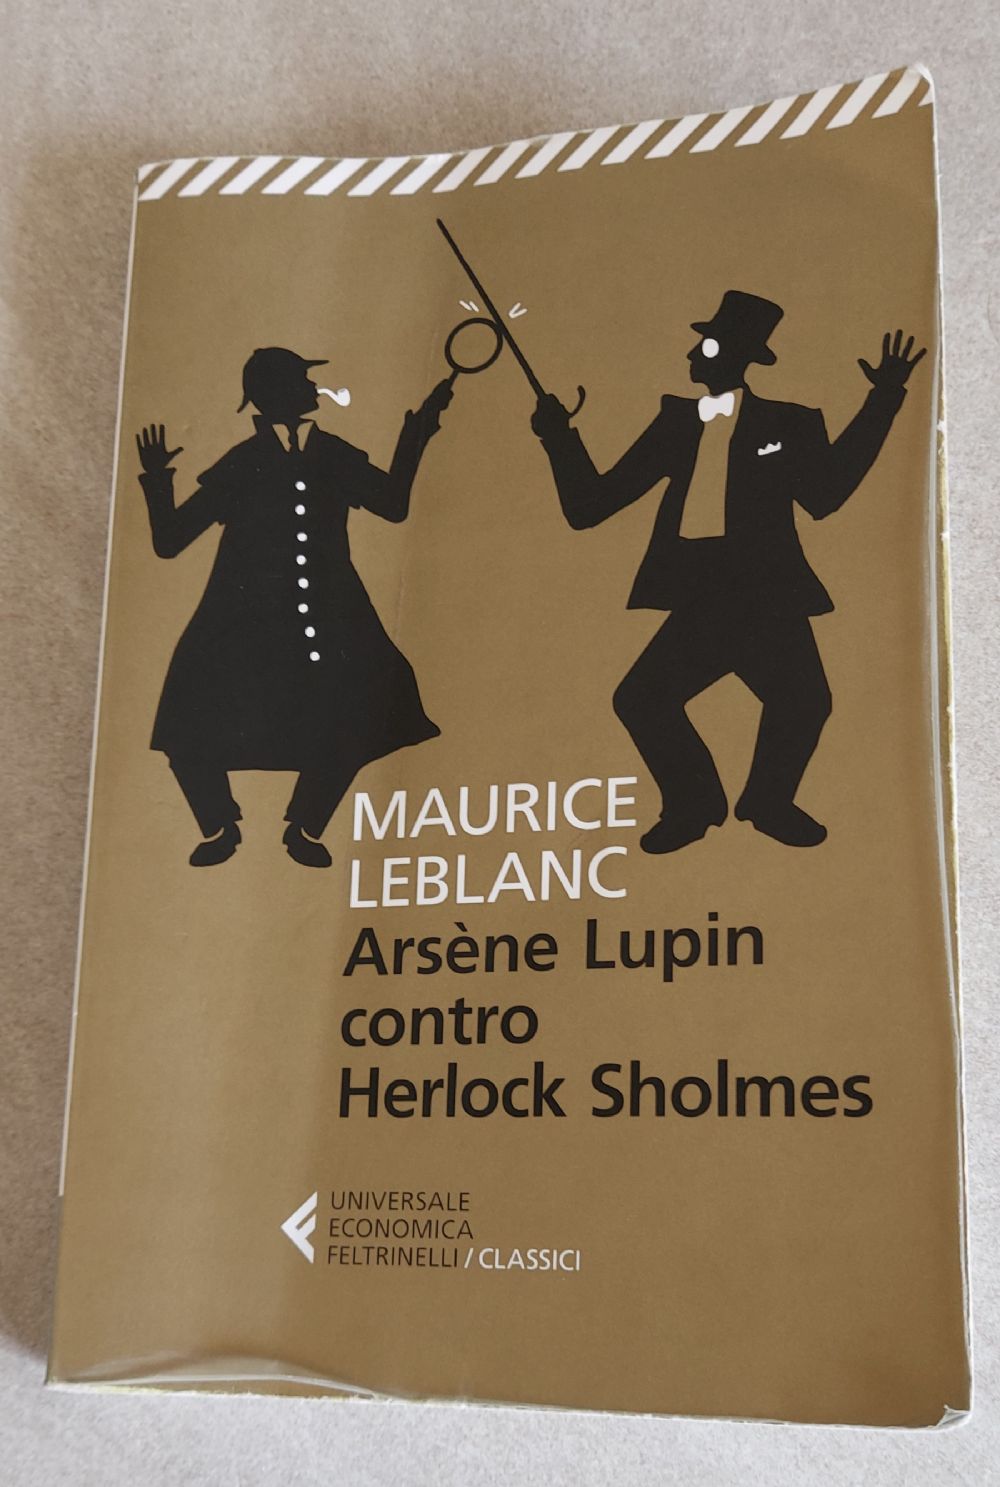 MAURICE
LEBLANC
Arsène Lupin
contro
Herlock Sholmes
UNIVERSALE
ECONOMICA
FELTRINELLI/CLASSICI